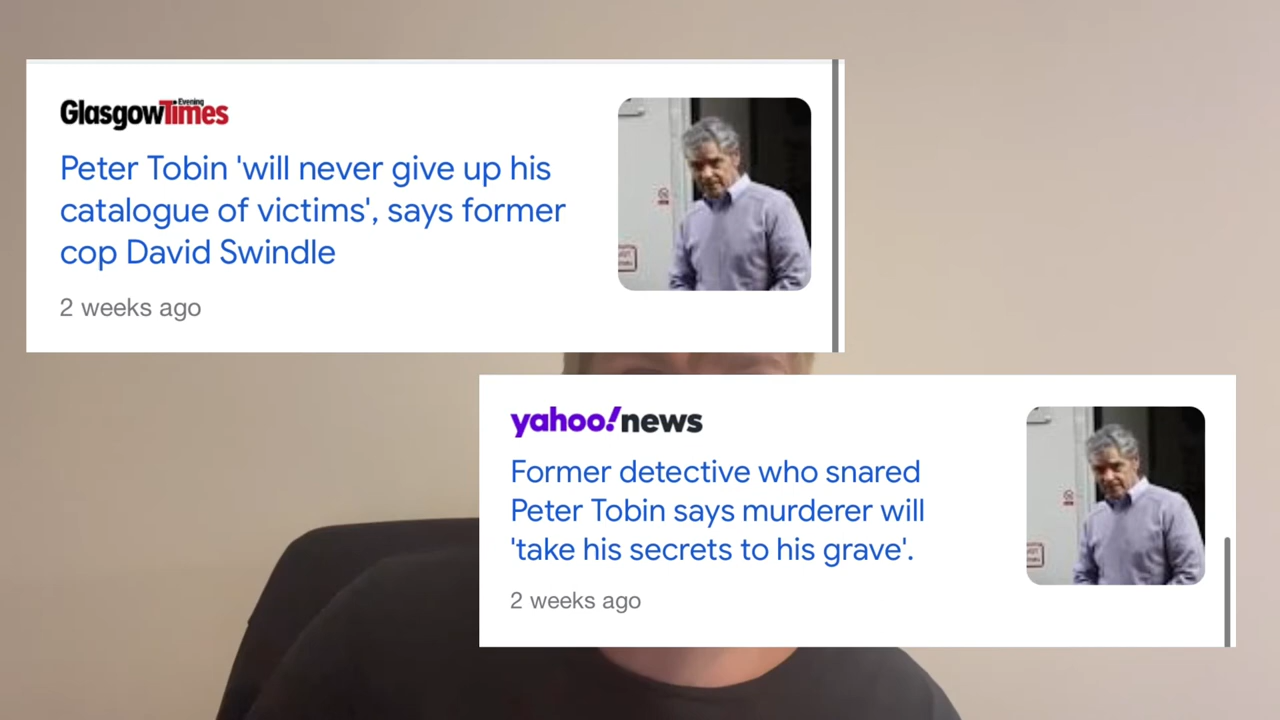 Glasgow Evening Times
Peter Tobin 'will never give up his
catalogue of victims', says former
cop David Swindle
2 weeks ago
yahoo!news
Former detective who snared
Peter Tobin says murderer will
'take his secrets to his grave'.
2 weeks ago